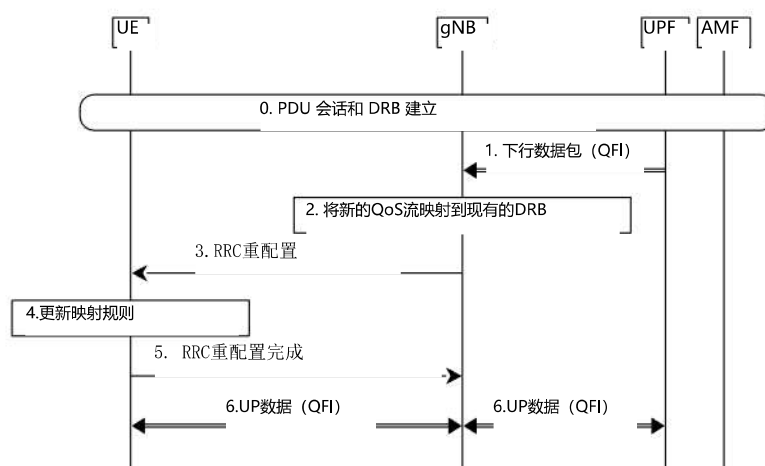 UE gNB UPF AMF
0. PDU 会话和 DRB 建立
1. 下行数据包（QFI）
2. 将新的QoS流映射到现有的DRB
3.RRC重配置
4.更新映射规则
5. RRC重配置完成
6.UP数据（QFI） 6.UP数据（QFI）